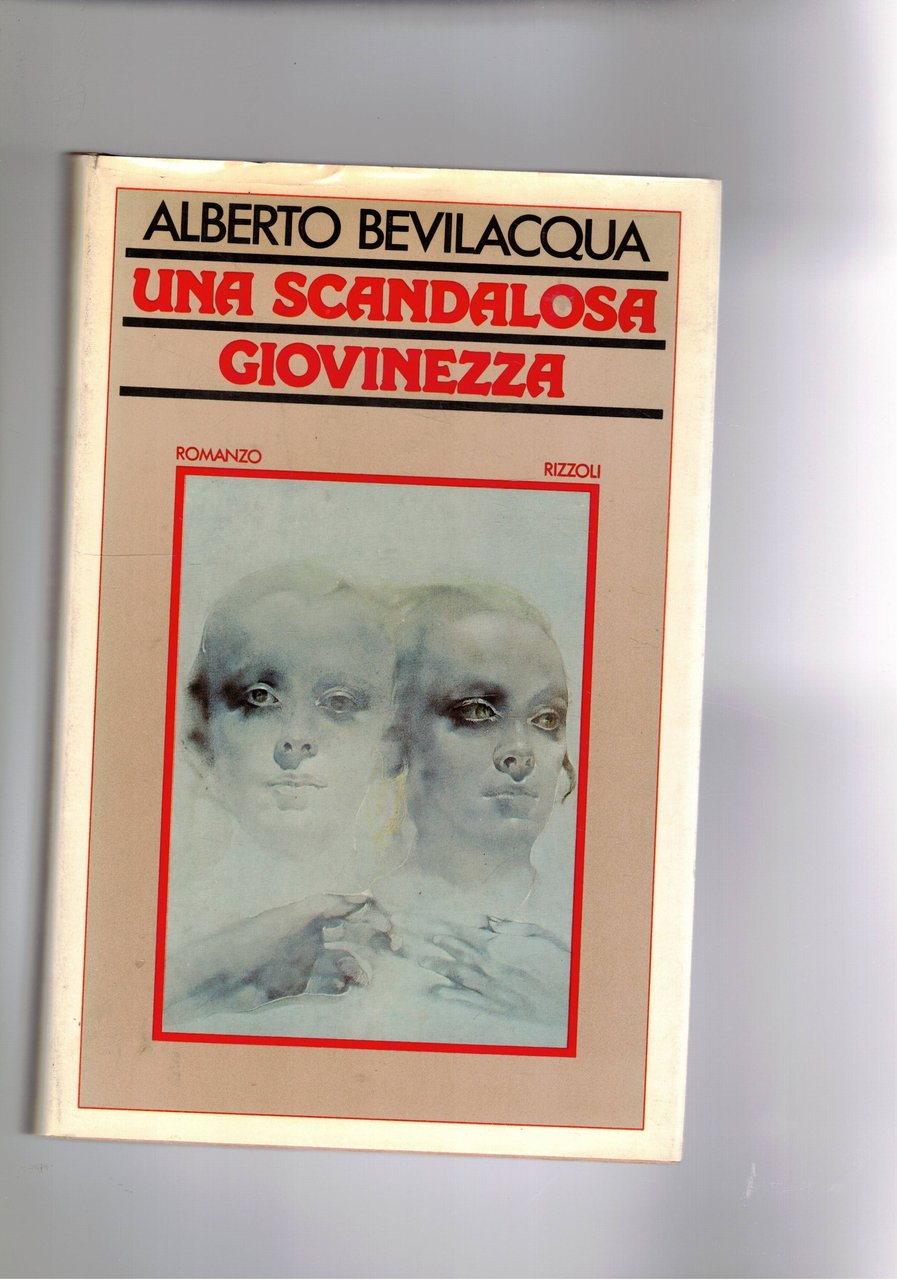 ALBERTO BEVILACQUA
UNA SCANDALOSA
GIOVINEZZA
ROMANZO
RIZZOLI